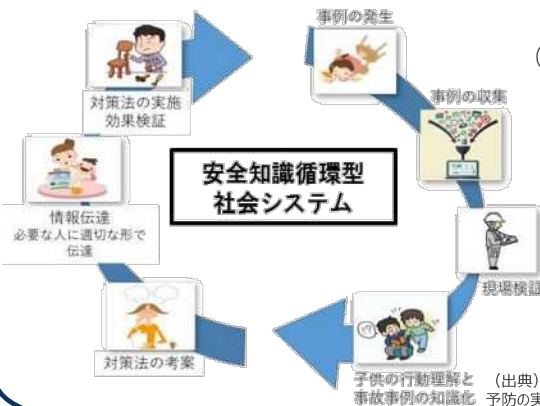 事例の発生
(
事例の収集
対策法の実施
効果検証
安全知識循環型
社会システム
情報伝達
必要な人に適切な形で
伝達
現場検証
対策法の考案
子供の行動理解と
事故事例の知識化
(出典)
予防の実